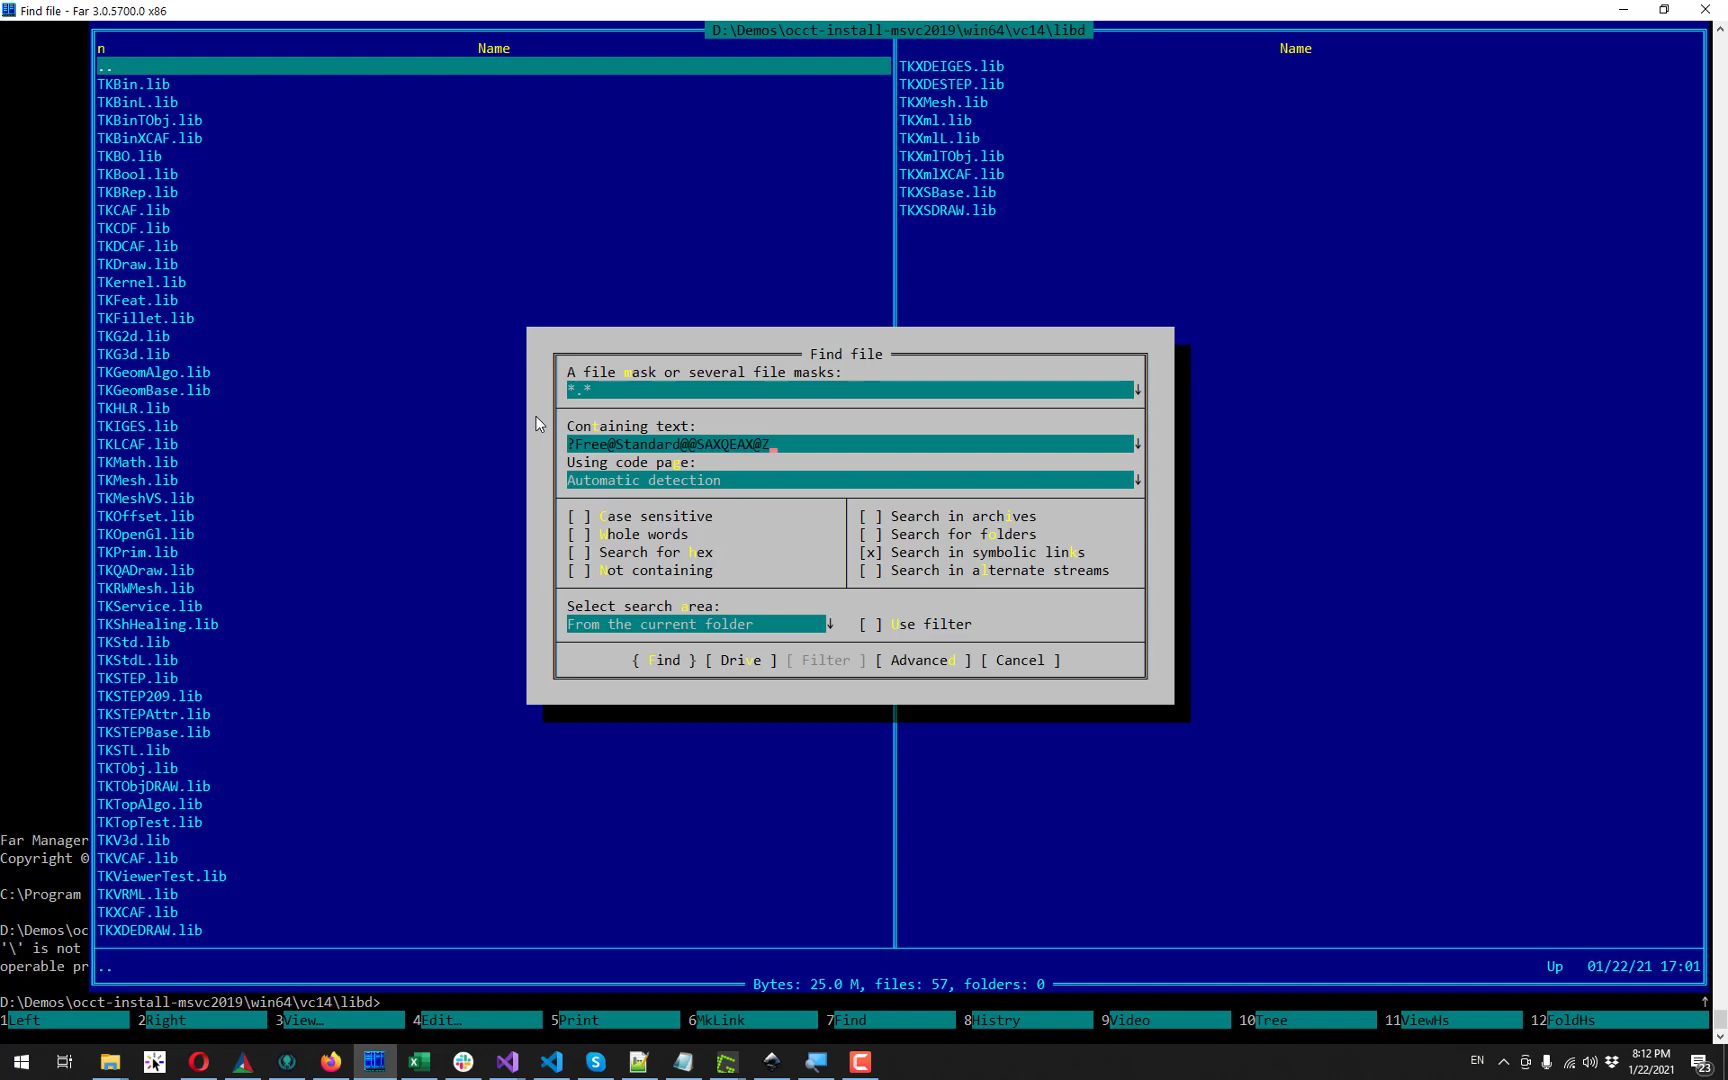 Find file - Far 3.0.5700.0 x86
D:\Demos\occt-install-msvc2019\win64\vc14\libd
n Name Name
..
TKBin.lib
TKBinL.lib
TKBinTObj.lib
TKBinXCAF.lib
TKBO.lib
TKBool.lib
TKBRep.lib
TKCAF.lib
TKCDF.lib
TKDCAF.lib
TKDraw.lib
TKernel.lib
TKFeat.lib
TKFillet.lib
TKG2d.lib
TKG3d.lib
TKGeomAlgo.lib
TKGeomBase.lib
TKHLR.lib
TKIGES.lib
TKLCAF.lib
TKMath.lib
TKMesh.lib
TKMeshVS.lib
TKOffset.lib
TKOpenGl.lib
TKPrim.lib
TKQADraw.lib
TKRWMesh.lib
TKService.lib
TKShHealing.lib
TKStd.lib
TKStdL.lib
TKSTEP.lib
TKSTEP209.lib
TKSTEPAttr.lib
TKSTEPBase.lib
TKSTL.lib
TKTObj.lib
TKTObjDRAW.lib
TKTopAlgo.lib
TKTopTest.lib
TKV3d.lib
TKVCAF.lib
TKViewerTest.lib
TKVRML.lib
TKXCAF.lib
TKXDEDRAW.lib
TKXDEIGES.lib
TKXDESTEP.lib
TKXMesh.lib
TKXml.lib
TKXmlL.lib
TKXmlTObj.lib
TKXmlXCAF.lib
TKXSBase.lib
TKXSDRAW.lib
Find file
A file mask or several file masks:
*.*
Containing text:
?Free@Standard@@SAXQEAX@Z
Using code page:
Automatic detection
[ ] Case sensitive
[ ] Whole words
[ ] Search for hex
[ ] Not containing
[ ] Search in archives
[ ] Search for folders
[x] Search in symbolic links
[ ] Search in alternate streams
Select search area:
From the current folder
[ ] Use filter
{ Find } [ Drive ] [ Filter ] [ Advanced ] [ Cancel ]
Far Manager
Copyright ©
C:\Program
D:\Demos\oc
'\' is not
operable pr
.. Up 01/22/21 17:01
Bytes: 25.0 M, files: 57, folders: 0
D:\Demos\occt-install-msvc2019\win64\vc14\libd>
1Left 2Right 3View… 4Edit… 5Print 6MkLink 7Find 8Histry 9Video 10Tree 11ViewHs 12FoldHs
EN
8:12 PM
1/22/2021
23